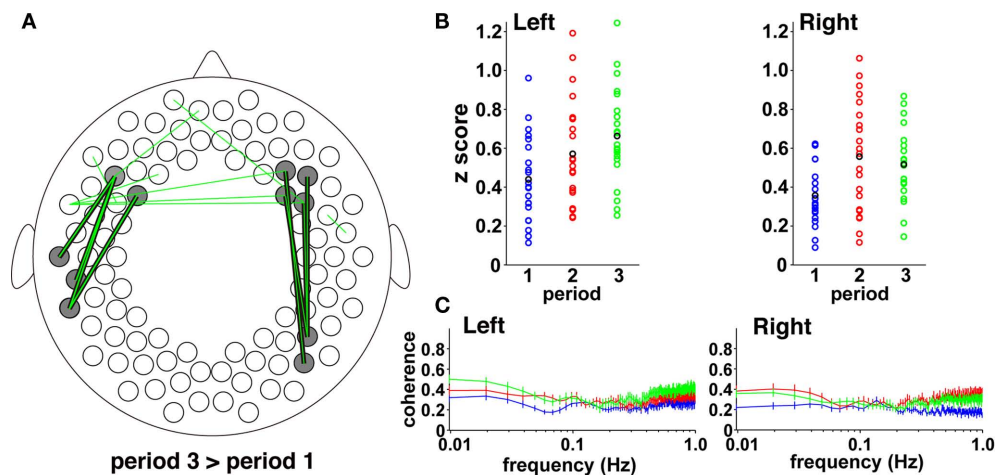 A
period 3 > period 1
B
Left
Right
z score
1.2
1.0
0.8
0.6
0.4
0.2
0
1 2 3
period
1.2
1.0
0.8
0.6
0.4
0.2
0
1 2 3
period
C
Left
Right
coherence
0.8
0.6
0.4
0.2
0.01 0.1 1.0
frequency (Hz)
0.8
0.6
0.4
0.2
0.01 0.1 1.0
frequency (Hz)